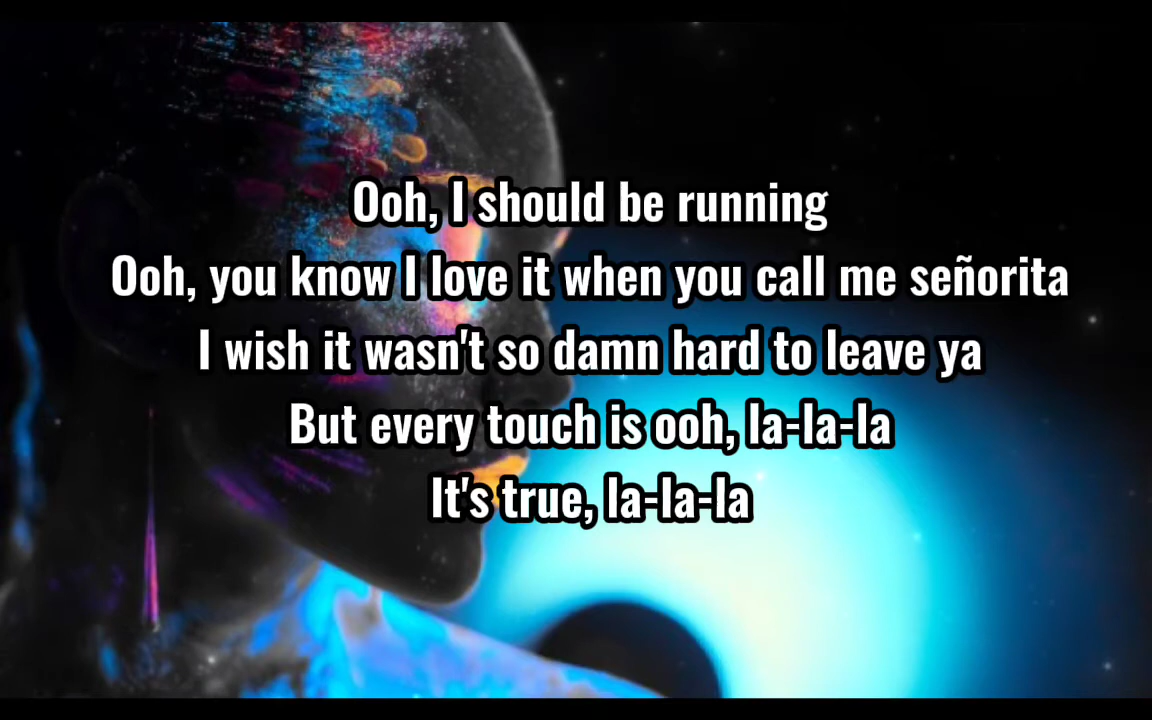 Ooh, I should be running
Ooh, you know I love it when you call me señorita
I wish it wasn't so damn hard to leave ya
But every touch is ooh, la-la-la
It's true, la-la-la